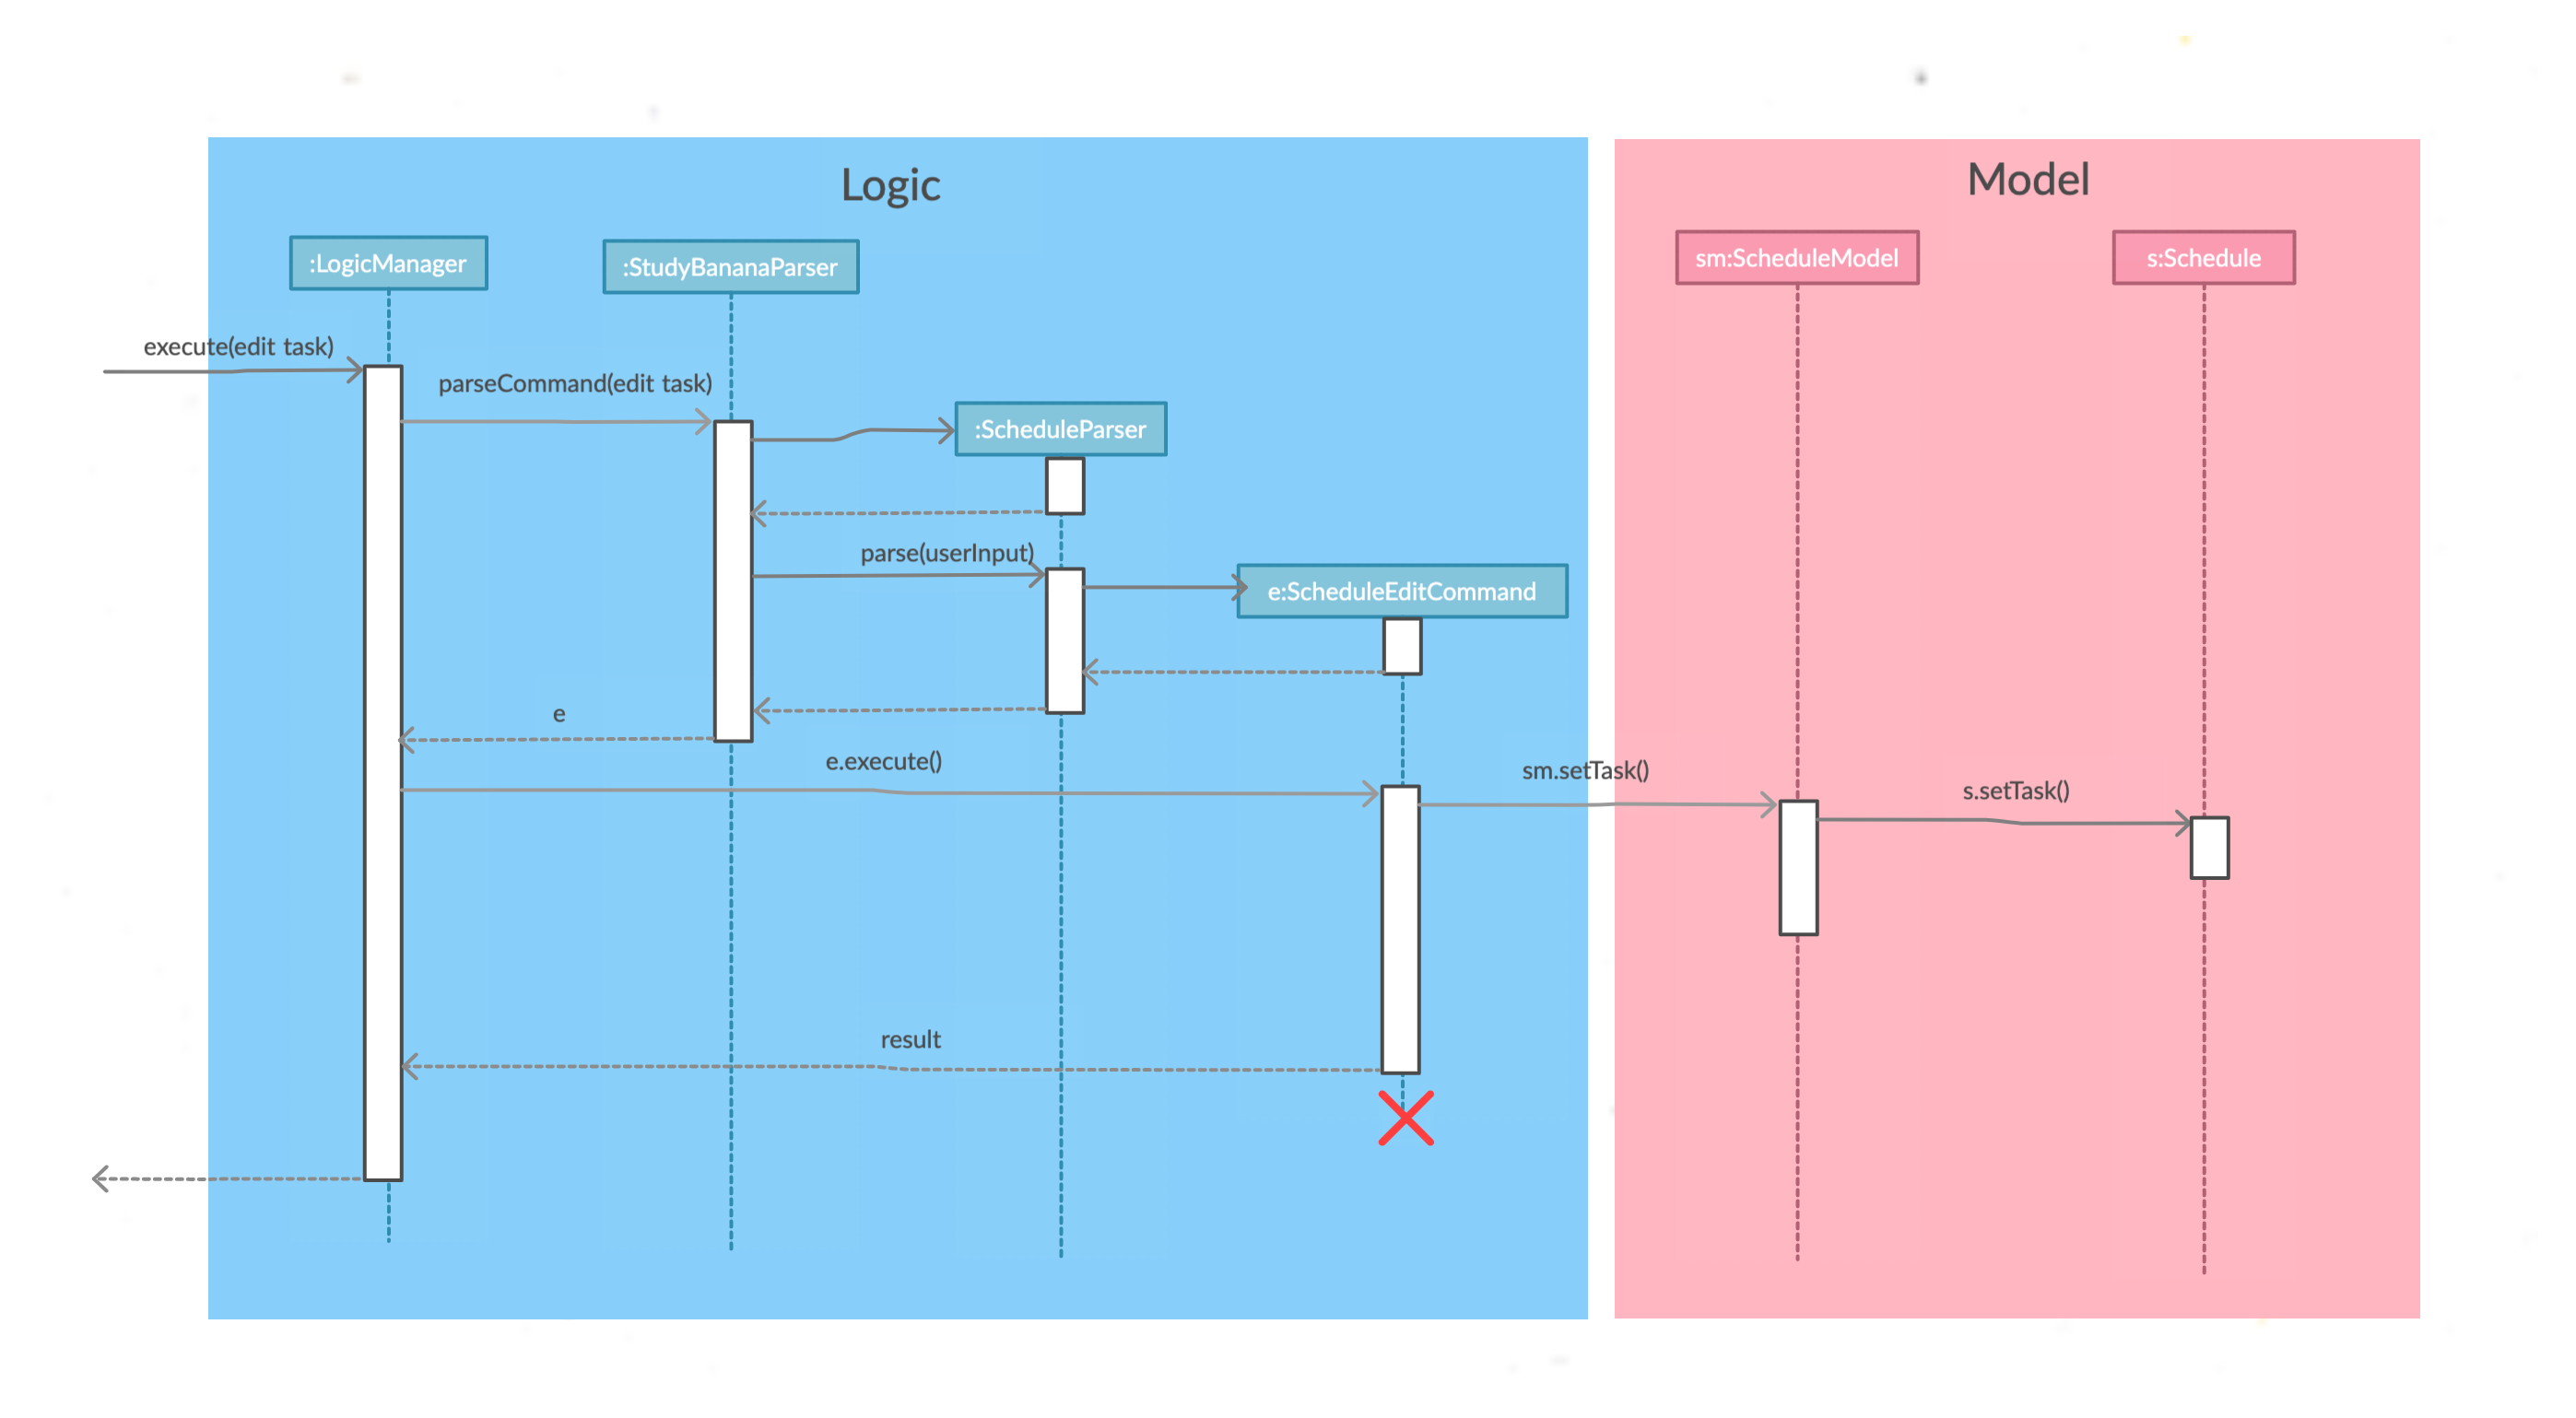 Logic
Model
:LogicManager
:StudyBananaParser
sm:ScheduleModel
s:Schedule
execute(edit task)
parseCommand(edit task)
:ScheduleParser
parse(userInput)
e:ScheduleEditCommand
e
e.execute()
sm.setTask()
s.setTask()
result